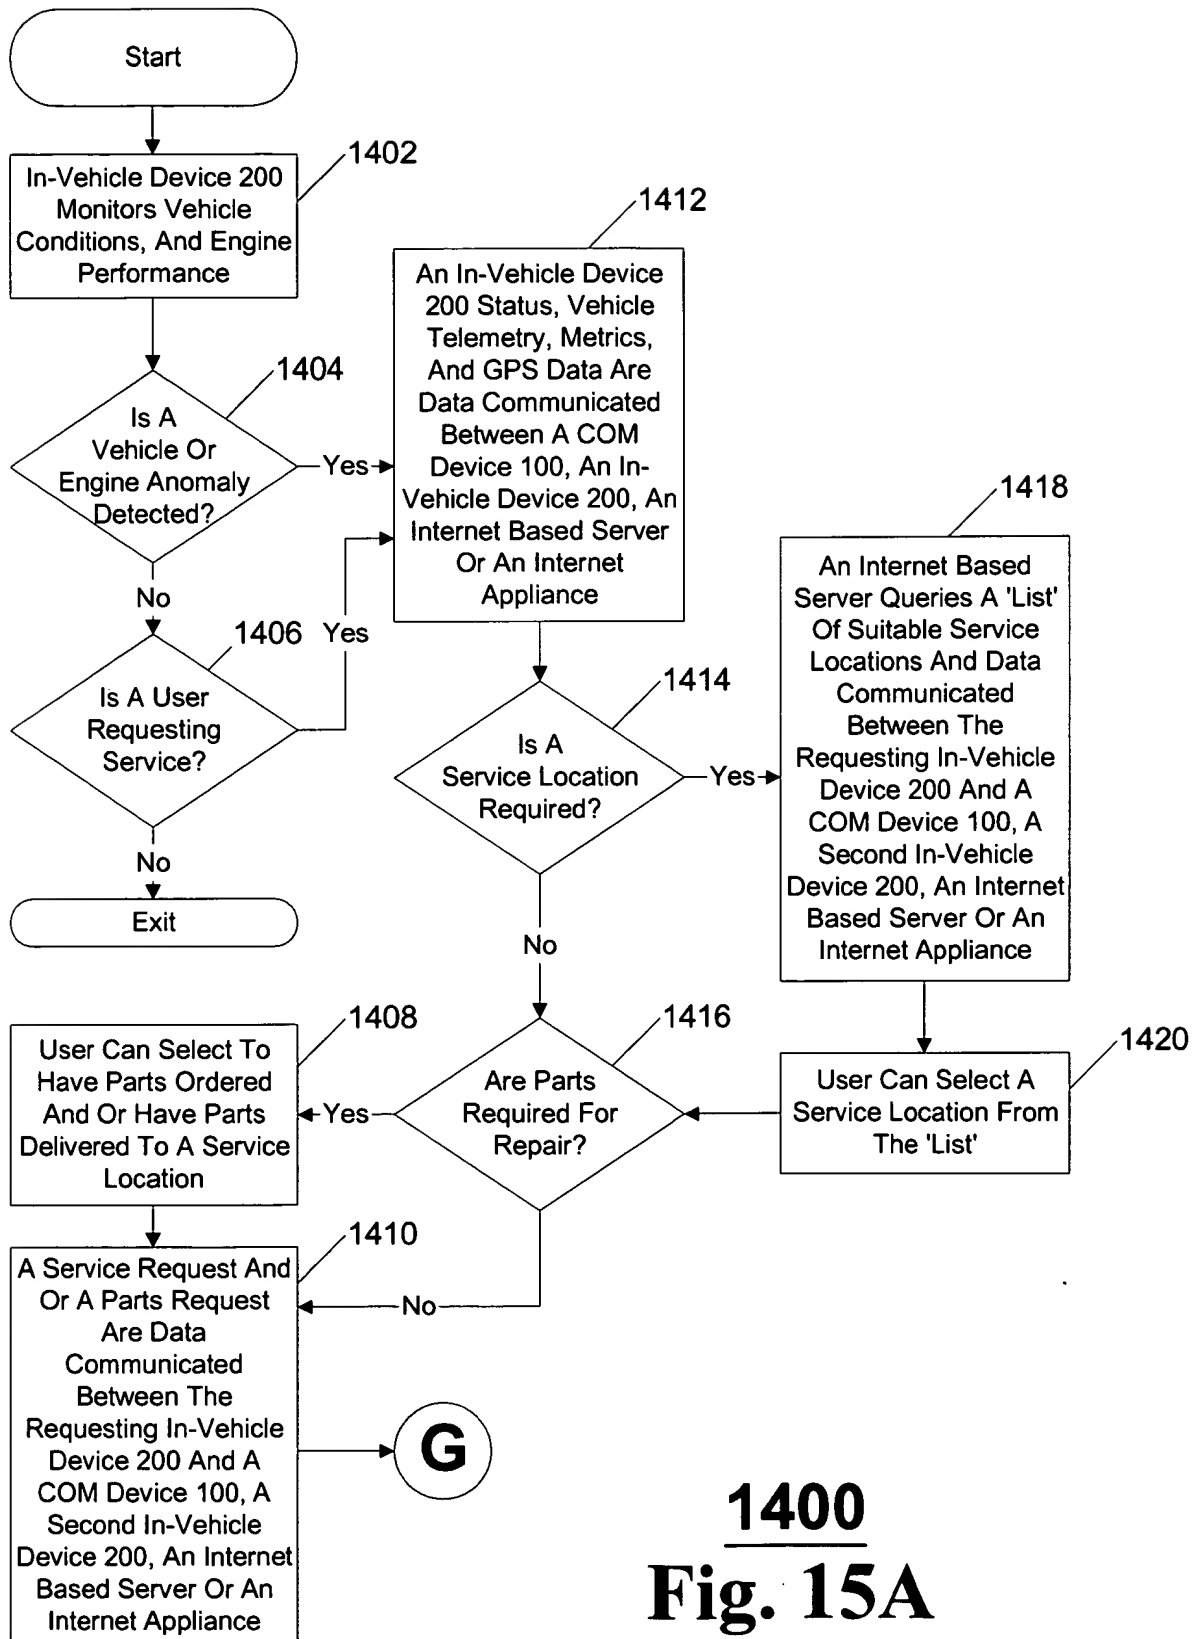 Start
1402
In-Vehicle Device 200
Monitors Vehicle
Conditions, And Engine
Performance
1404
Is A
Vehicle Or
Engine Anomaly
Detected?
Yes
No
1406
Is A User
Requesting
Service?
Yes
No
Exit
1412
An In-Vehicle Device
200 Status, Vehicle
Telemetry, Metrics,
And GPS Data Are
Data Communicated
Between A COM
Device 100, An In-
Vehicle Device 200, An
Internet Based Server
Or An Internet
Appliance
1414
Is A
Service Location
Required?
Yes
No
1418
An Internet Based
Server Queries A 'List'
Of Suitable Service
Locations And Data
Communicated
Between The
Requesting In-Vehicle
Device 200 And A
COM Device 100, A
Second In-Vehicle
Device 200, An Internet
Based Server Or An
Internet Appliance
1420
User Can Select A
Service Location From
The 'List'
1416
Are Parts
Required For
Repair?
Yes
No
1408
User Can Select To
Have Parts Ordered
And Or Have Parts
Delivered To A Service
Location
1410
A Service Request And
Or A Parts Request
Are Data
Communicated
Between The
Requesting In-Vehicle
Device 200 And A
COM Device 100, A
Second In-Vehicle
Device 200, An Internet
Based Server Or An
Internet Appliance
G
1400
Fig. 15A